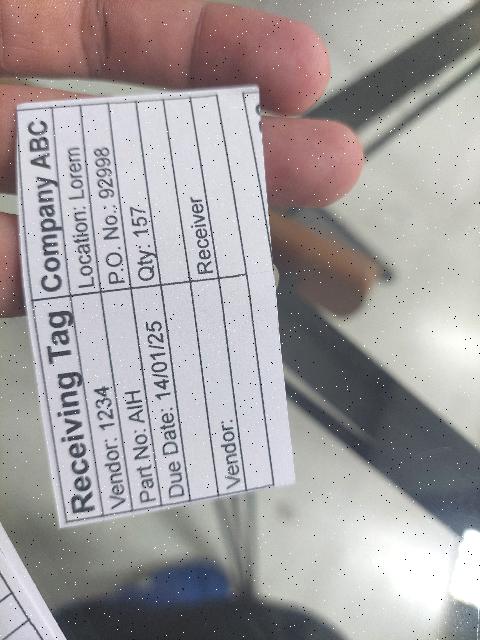 Receiving Tag Company ABC
Vendor: 1234 Location: Lorem
Part No: AIH P.O. No.. 92998
Due Date: 14/01/25 Qty: 157
Receiver
Vendor: